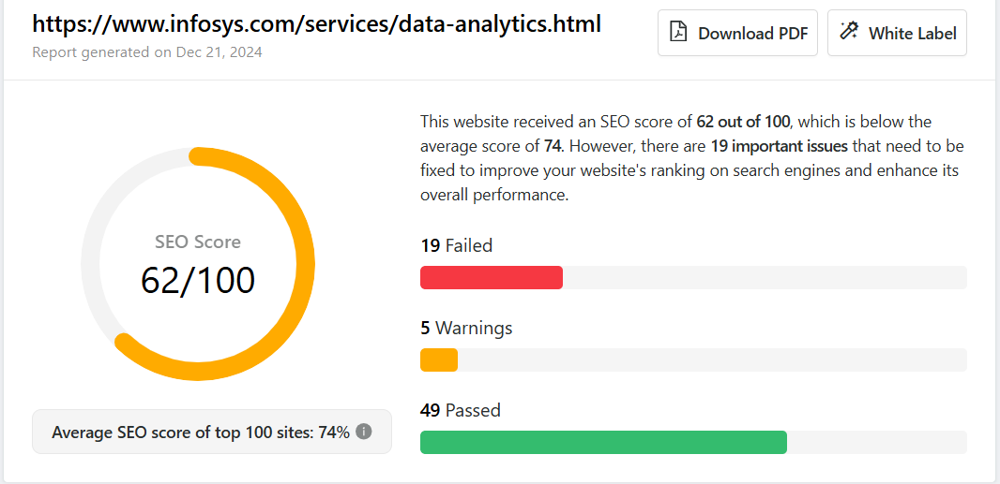 https://www.infosys.com/services/data-analytics.html
Report generated on Dec 21, 2024
Download PDF
White Label
SEO Score
62/100
Average SEO score of top 100 sites: 74%
This website received an SEO score of 62 out of 100, which is below the
average score of 74. However, there are 19 important issues that need to be
fixed to improve your website's ranking on search engines and enhance its
overall performance.
19 Failed
5 Warnings
49 Passed